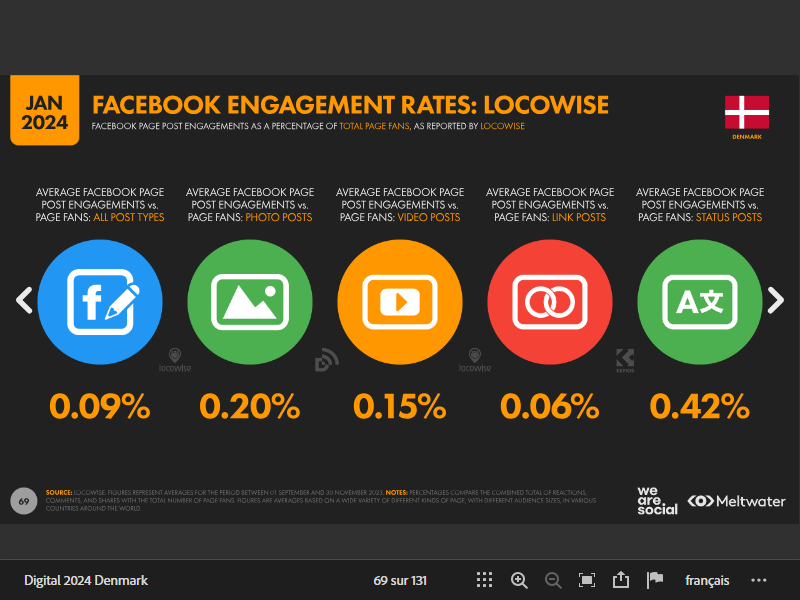 JAN
2024
FACEBOOK ENGAGEMENT RATES: LOCOWISE
FACEBOOK PAGE POST ENGAGEMENTS AS A PERCENTAGE OF TOTAL PAGE FANS, AS REPORTED BY LOCOWISE
DENMARK
AVERAGE FACEBOOK PAGE
POST ENGAGEMENTS vs.
PAGE FANS: ALL POST TYPES
AVERAGE FACEBOOK PAGE
POST ENGAGEMENTS vs.
PAGE FANS: PHOTO POSTS
AVERAGE FACEBOOK PAGE
POST ENGAGEMENTS vs.
PAGE FANS: VIDEO POSTS
AVERAGE FACEBOOK PAGE
POST ENGAGEMENTS vs.
PAGE FANS: LINK POSTS
AVERAGE FACEBOOK PAGE
POST ENGAGEMENTS vs.
PAGE FANS: STATUS POSTS
f
A文
locowise
locowise
KEPIOS
0.09%
0.20%
0.15%
0.06%
0.42%
69
SOURCE: LOCOWISE. FIGURES REPRESENT AVERAGES FOR THE PERIOD BETWEEN 01 SEPTEMBER AND 30 NOVEMBER 2023. NOTES: PERCENTAGES COMPARE THE COMBINED TOTAL OF REACTIONS,
COMMENTS, AND SHARES WITH THE TOTAL NUMBER OF PAGE FANS. FIGURES ARE AVERAGES BASED ON A WIDE VARIETY OF DIFFERENT KINDS OF PAGE, WITH DIFFERENT AUDIENCE SIZES, IN VARIOUS
COUNTRIES AROUND THE WORLD.
we
are
social
Meltwater
Digital 2024 Denmark
69 sur 131
français